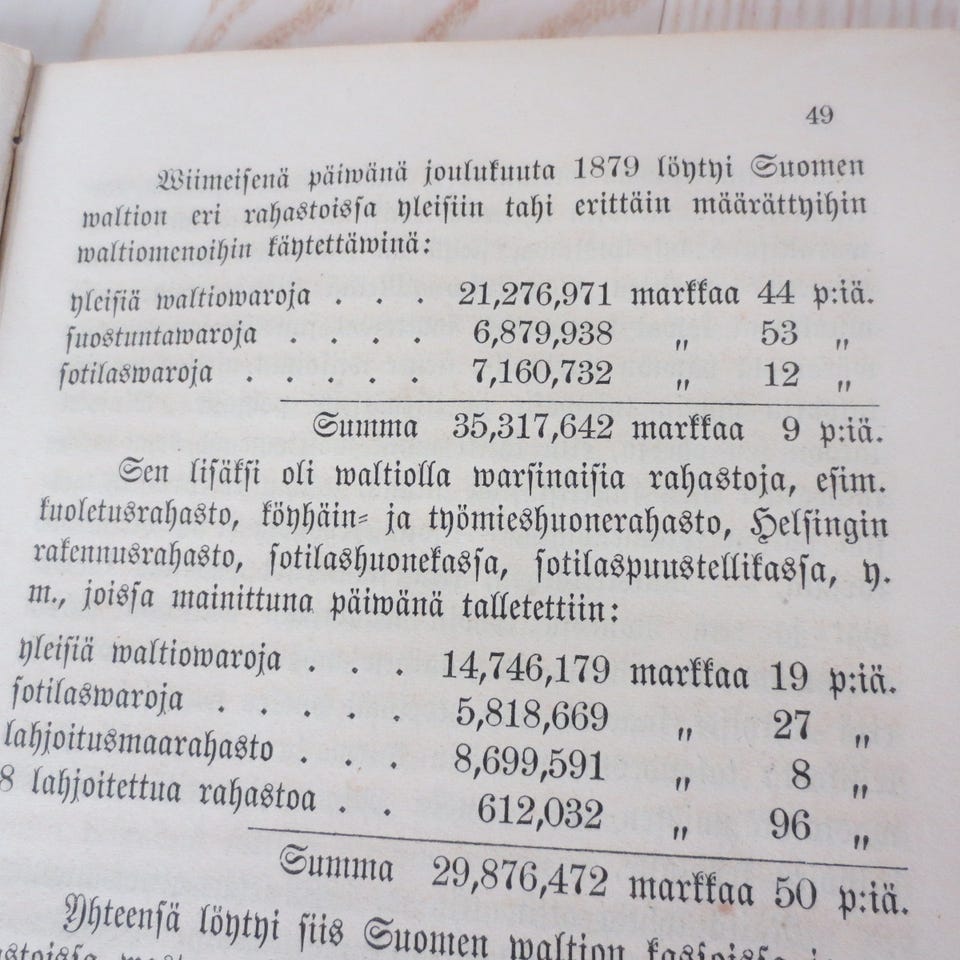 49
Wiimeisenä päiwänä joulukuuta 1879 löytyi Suomen
waltion eri rahastoissa yleisiin tahi erittäin määrättyihin
waltiomenoihin käytettäwinä:
yleisiä waltiowaroja . . . 21,276,971 markkaa 44 p:iä.
suostuntawaroja . . . . 6,879,938 „ 53 „
sotilaswaroja . . . . . 7,160,732 „ 12 „
Summa 35,317,642 markkaa 9 p:iä.
Sen lisäksi oli waltiolla warsinaisia rahastoja, esim.
kuoletusrahasto, köyhäin- ja työmieshuonerahasto, Helsingin
rakennusrahasto, sotilashuonekassa, sotilaspuustellikassa, y.
m., joissa mainittuna päiwänä talletettiin:
yleisiä waltiowaroja . . . 14,746,179 markkaa 19 p:iä.
sotilaswaroja . . . . . 5,818,669 „ 27 „
lahjoitusmaarahasto . . . 8,699,591 „ 8 „
8 lahjoitettua rahastoa . . 612,032 „ 96 „
Summa 29,876,472 markkaa 50 p:iä.
Yhteensä löytyi siis Suomen waltion kassoissa